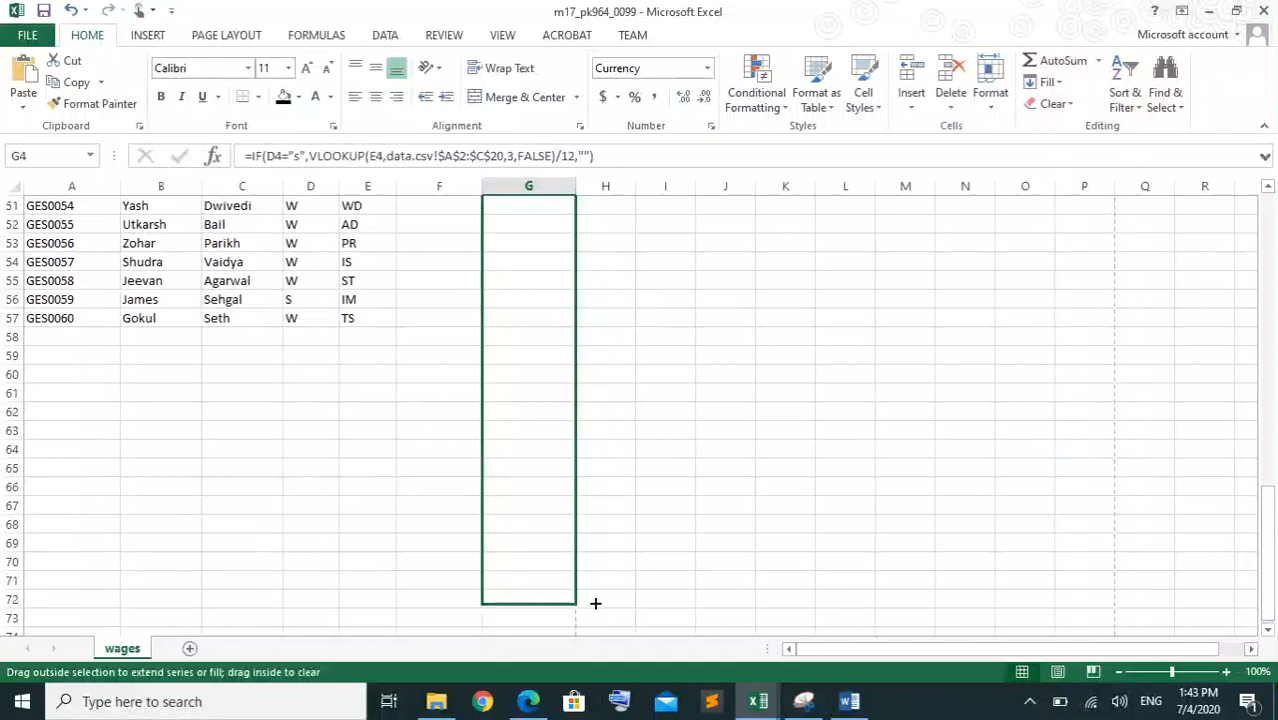 m17_pk964_0099 - Microsoft Excel
FILE HOME INSERT PAGE LAYOUT FORMULAS DATA REVIEW VIEW ACROBAT TEAM Microsoft account
Cut
Copy
Format Painter
Paste
Clipboard
Calibri 11
B I U
Font
Wrap Text
Merge & Center
Alignment
Currency
$ % ,
Number
Conditional Formatting
Format as Table
Cell Styles
Styles
Insert Delete Format
Cells
AutoSum
Fill
Clear
Sort & Filter
Find & Select
Editing
G4 fx =IF(D4="s",VLOOKUP(E4,data.csv!$A$2:$C$20,3,FALSE)/12,"")
A B C D E F G H I J K L M N O P Q R
51 GES0054 Yash Dwivedi W WD
52 GES0055 Utkarsh Bail W AD
53 GES0056 Zohar Parikh W PR
54 GES0057 Shudra Vaidya W IS
55 GES0058 Jeevan Agarwal W ST
56 GES0059 James Sehgal S IM
57 GES0060 Gokul Seth W TS
58
59
60
61
62
63
64
65
66
67
68
69
70
71
72
73
wages
Drag outside selection to extend series or fill; drag inside to clear 100%
Type here to search
ENG
1:43 PM
7/4/2020